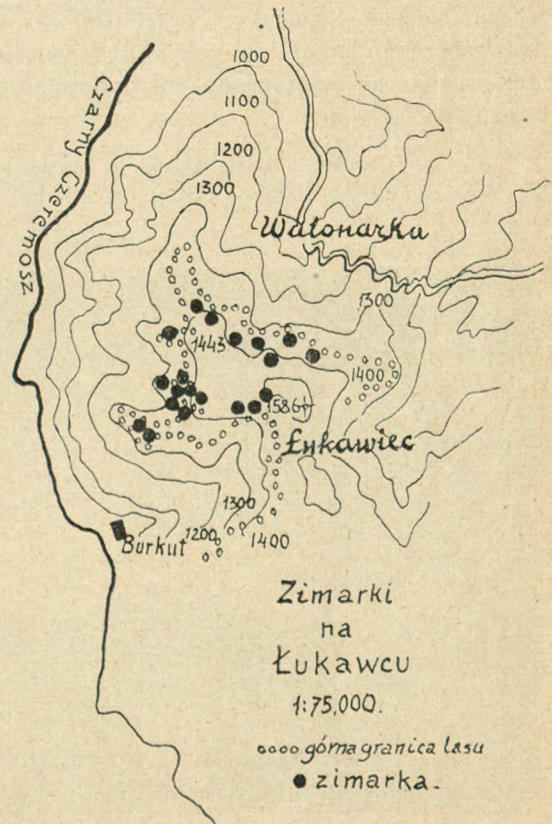 1000
1100
1200
1300
Czarny Czeremosz
Watonarka
1300
1443
1400
1586
Łukawiec
1300
1200
1400
Burkut
Zimarki
na
Łukawcu
1:75,000.
górna granica lasu
zimarka.